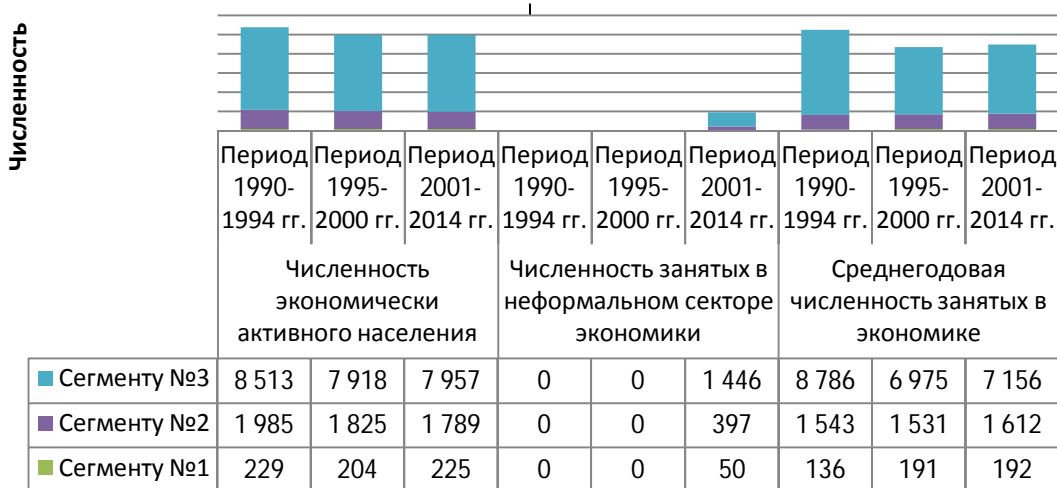 Численность
Период 1990- 1994 гг. Период 1995- 2000 гг. Период 2001- 2014 гг. Период 1990- 1994 гг. Период 1995- 2000 гг. Период 2001- 2014 гг. Период 1990- 1994 гг. Период 1995- 2000 гг. Период 2001- 2014 гг.
Численность
экономически
активного населения
Численность занятых в
неформальном секторе
экономики
Среднегодовая
численность занятых в
экономике
Сегменту №3 8 513 7 918 7 957 0 0 1 446 8 786 6 975 7 156
Сегменту №2 1 985 1 825 1 789 0 0 397 1 543 1 531 1 612
Сегменту №1 229 204 225 0 0 50 136 191 192